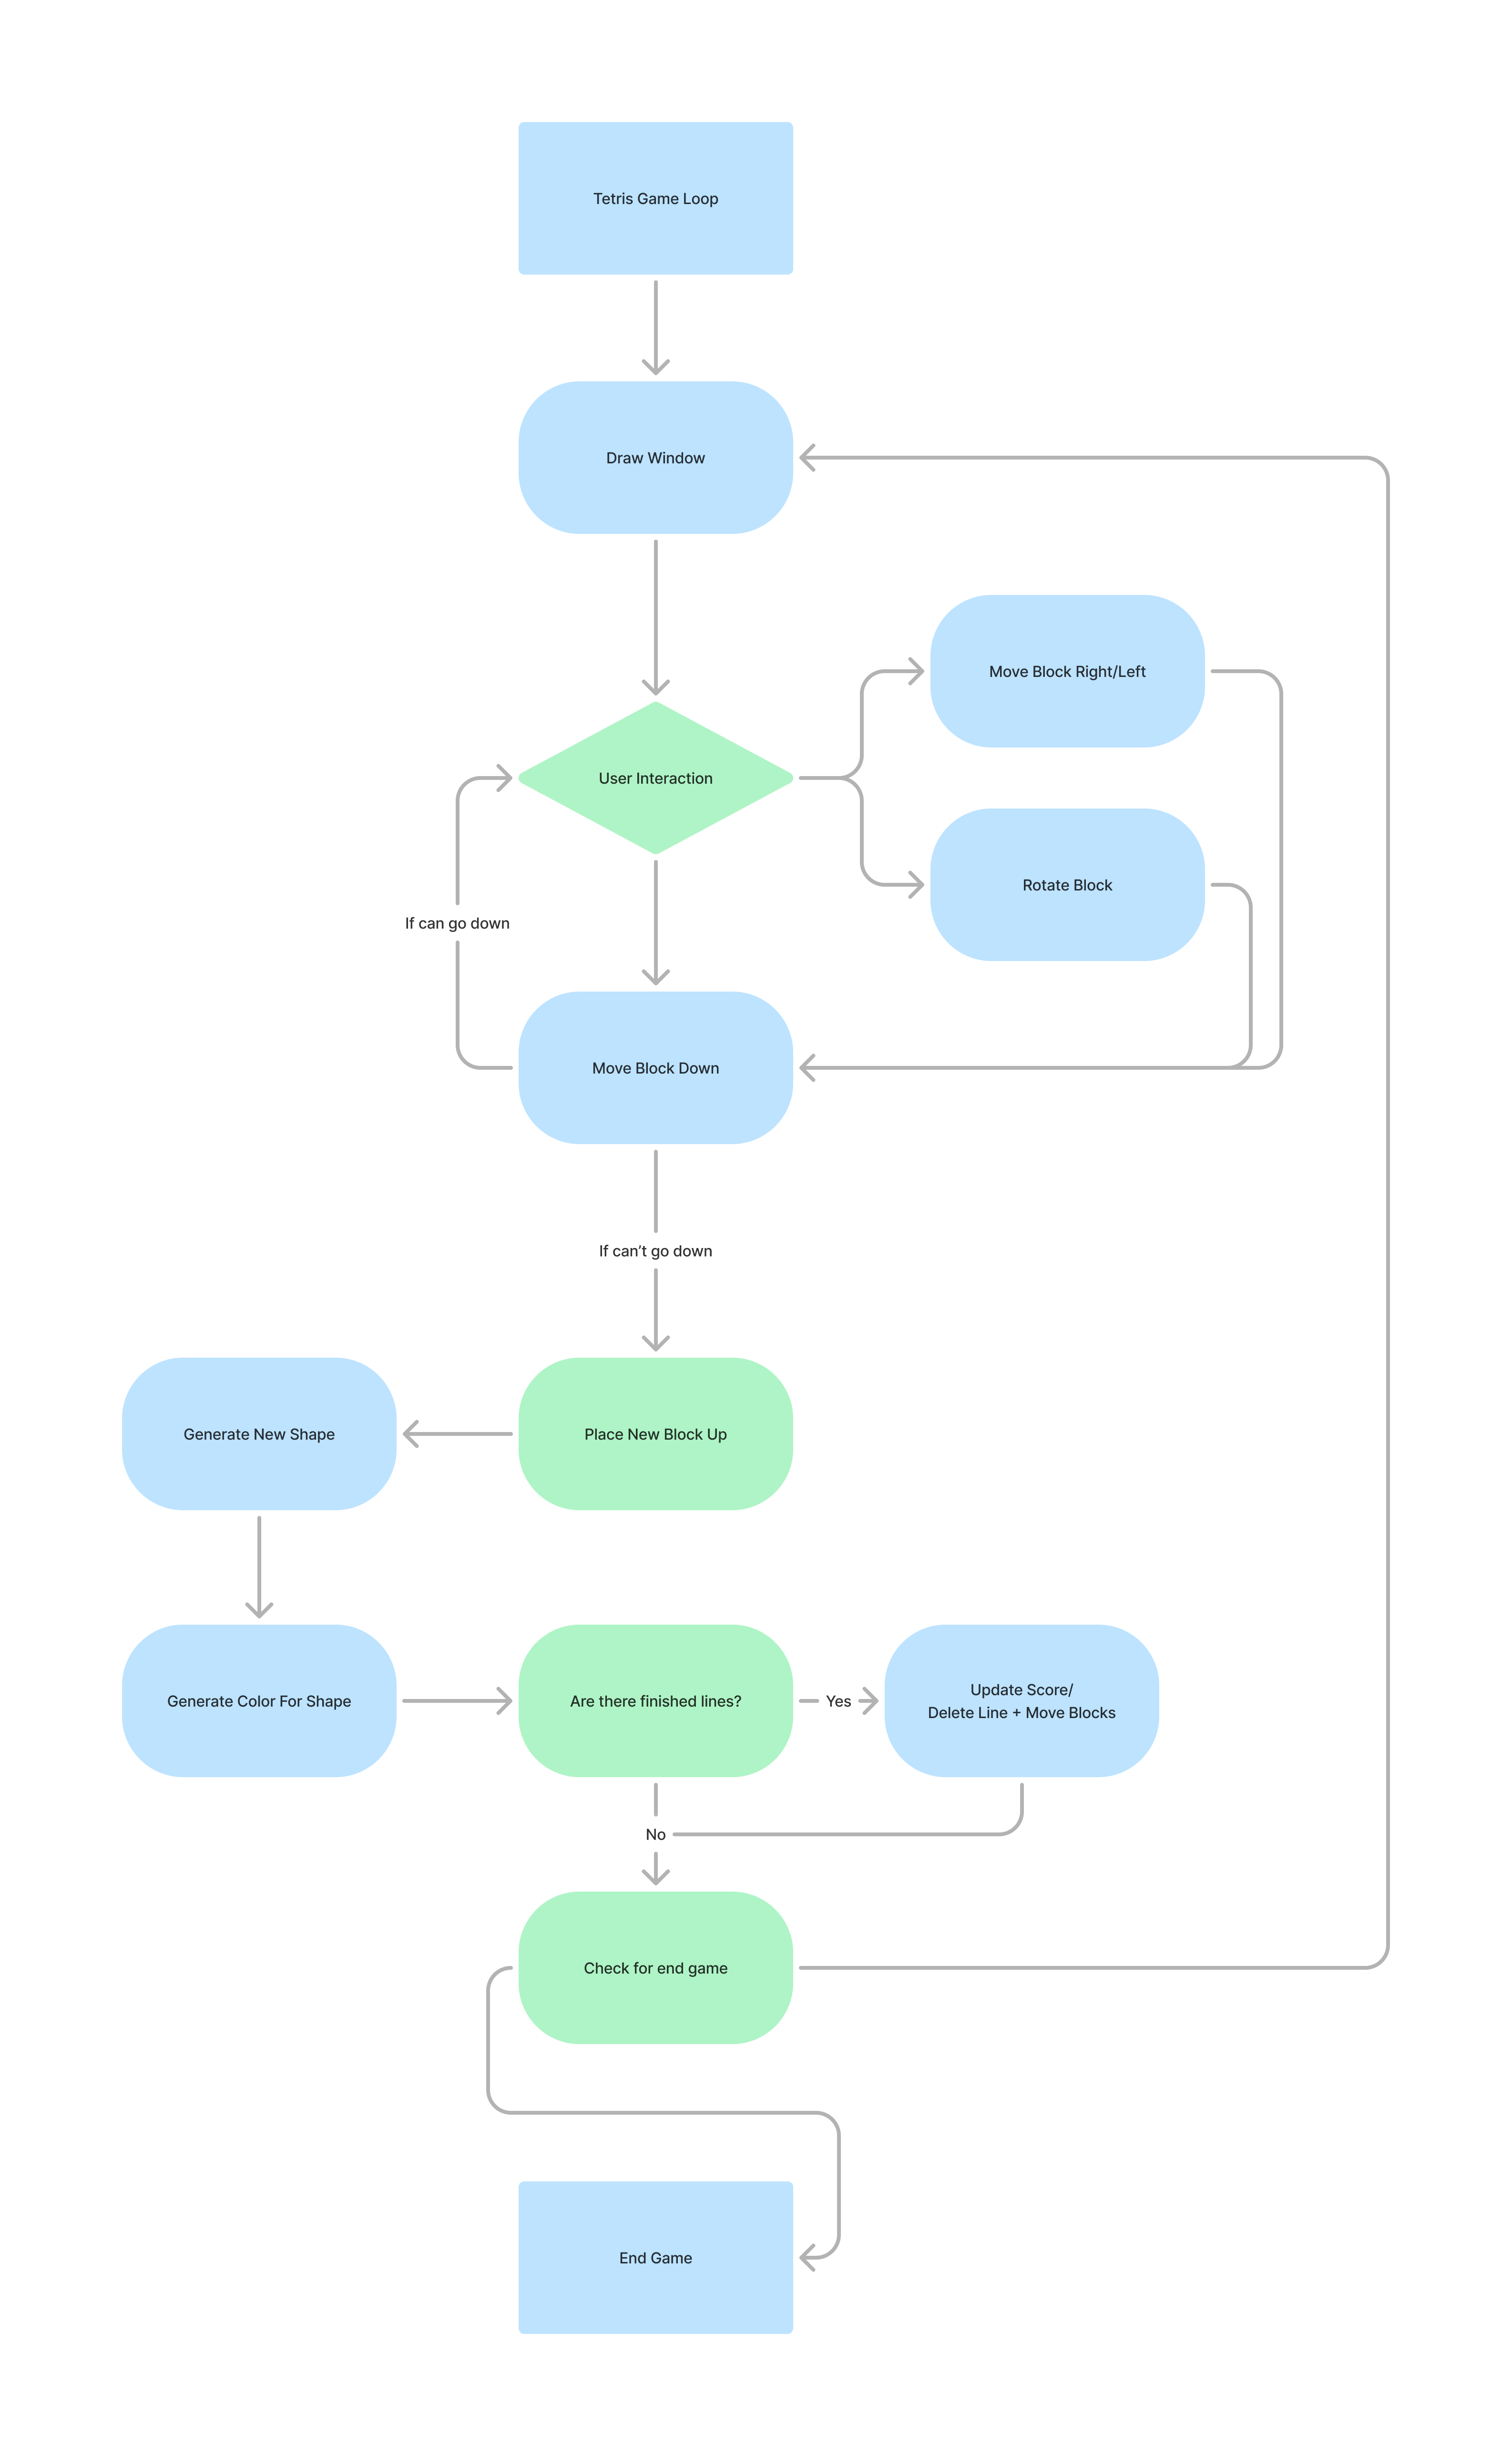 Tetris Game Loop
Draw Window
Move Block Right/Left
User Interaction
Rotate Block
If can go down
Move Block Down
If can’t go down
Generate New Shape
Place New Block Up
Generate Color For Shape
Are there finished lines?
Yes
Update Score/
Delete Line + Move Blocks
No
Check for end game
End Game